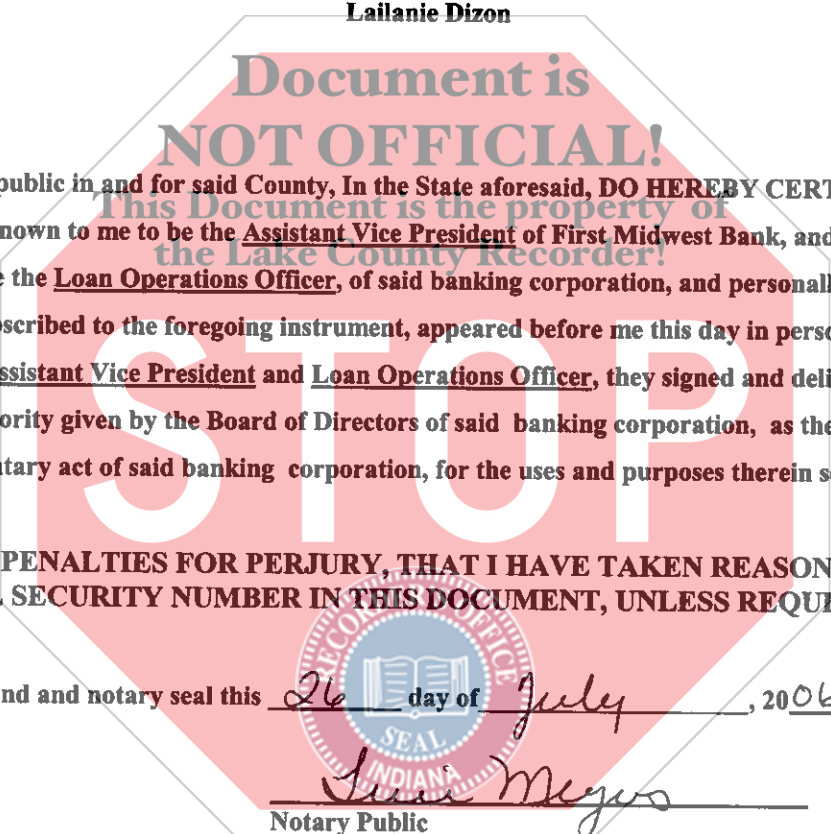 Lailanie Dizon
Document is
NOT OFFICIAL!
public in and for said County, In the State aforesaid, DO HEREBY CERT
This Document is the property of
nown to me to be the Assistant Vice President of First Midwest Bank, and
the Lake County Recorder!
e the Loan Operations Officer, of said banking corporation, and personall
bscribed to the foregoing instrument, appeared before me this day in perso
ssistant Vice President and Loan Operations Officer, they signed and deli
ority given by the Board of Directors of said banking corporation, as the
STOP
ntary act of said banking corporation, for the uses and purposes therein s
PENALTIES FOR PERJURY, THAT I HAVE TAKEN REASON
SECURITY NUMBER IN THIS DOCUMENT, UNLESS REQUI
RECORDER'S OFFICE
nd and notary seal this 26 day of July, 2006
SEAL
INDIANA
Notary Public